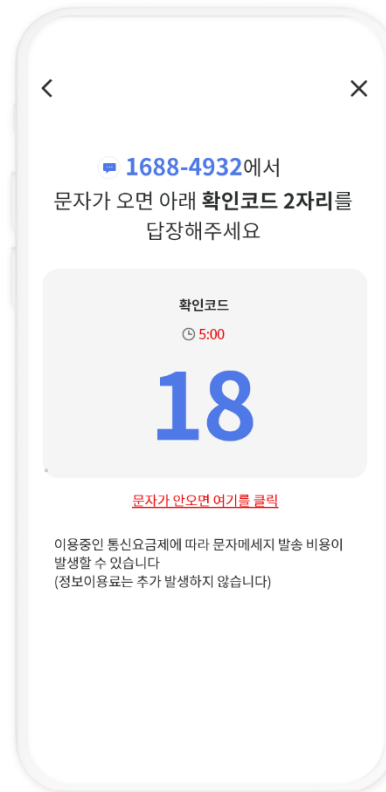 1688-4932에서
문자가 오면 아래 확인코드 2자리를
답장해주세요
확인코드
5:00
18
문자가 안오면 여기를 클릭
이용중인 통신요금제에 따라 문자메세지 발송 비용이
발생할 수 있습니다
(정보이용료는 추가 발생하지 않습니다)